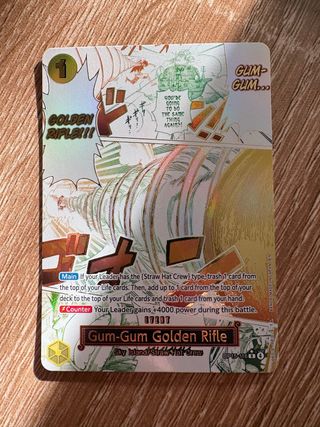 1
GUM-
GUM...
YOU'RE
GOING
TO DO
THE SAME
THING
AGAIN?!
GOLDEN
RIFLE!!!
Main If your Leader has the {Straw Hat Crew} type, trash 1 card from
the top of your Life cards. Then, add up to 1 card from the top of your
deck to the top of your Life cards and trash 1 card from your hand.
Counter Your Leader gains +4000 power during this battle.
EVENT
Gum-Gum Golden Rifle
Sky Island/Straw Hat Crew